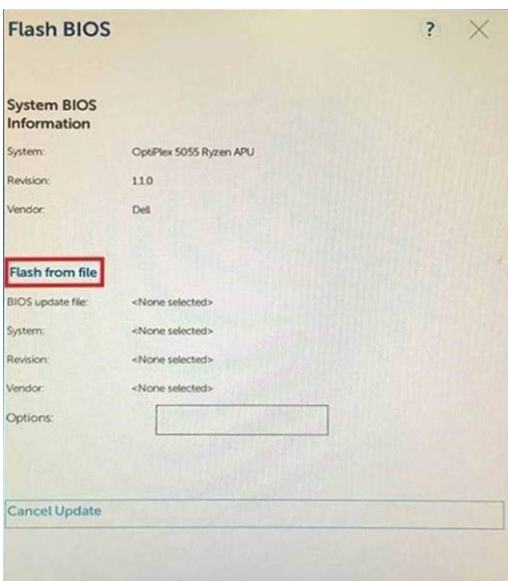 Flash BIOS
?
System BIOS
Information
System: OptiPlex 5055 Ryzen APU
Revision: 1.1.0
Vendor: Dell
Flash from file
BIOS update file: <None selected>
System: <None selected>
Revision: <None selected>
Vendor: <None selected>
Options:
Cancel Update